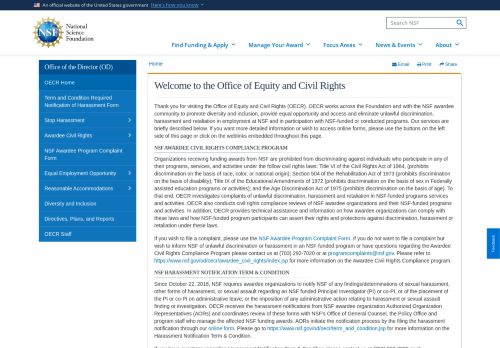 An official website of the United States government Here's how you know
National
Science
Foundation
Search NSF
Find Funding & Apply
Manage Your Award
Focus Areas
News & Events
About
Office of the Director (OD)
OECR Home
Term and Condition Required
Notification of Harassment Form
Stop Harassment
Awardee Civil Rights
NSF Awardee Program Complaint
Form
Equal Employment Opportunity
Reasonable Accommodations
Diversity and Inclusion
Directives, Plans, and Reports
OECR Staff
Home
Email Print Share
Welcome to the Office of Equity and Civil Rights
Thank you for visiting the Office of Equity and Civil Rights (OECR). OECR works across the Foundation and with the NSF awardee
community to promote diversity and inclusion, provide equal opportunity and access and eliminate unlawful discrimination,
harassment and retaliation in employment at NSF and in participation with NSF-funded or conducted programs. Our services are
briefly described below. If you want more detailed information or wish to access online forms, please use the buttons on the left
side of this page or click on the weblinks embedded throughout this page.
NSF AWARDEE CIVIL RIGHTS COMPLIANCE PROGRAM
Organizations receiving funding awards from NSF are prohibited from discriminating against individuals who participate in any of
their programs, services, and activities under the follow civil rights laws: Title VI of the Civil Rights Act of 1964, (prohibits
discrimination on the basis of race, color, or national origin); Section 504 of the Rehabilitation Act of 1973 (prohibits discrimination
on the basis of disability); Title IX of the Educational Amendments of 1972 (prohibits discrimination on the basis of sex in Federally
assisted education programs or activities); and the Age Discrimination Act of 1975 (prohibits discrimination on the basis of age). To
that end, OECR investigates complaints of unlawful discrimination, harassment and retaliation in NSF-funded programs services
and activities. OECR also conducts civil rights compliance reviews of NSF awardee organizations and their NSF-funded programs
and activities. In addition, OECR provides technical assistance and information on how awardee organizations can comply with
these laws and how NSF-funded program participants can assert their rights and protections against discrimination, harassment or
retaliation under these laws.
If you wish to file a complaint, please use the NSF Awardee Program Complaint Form. If you do not want to file a complaint but
wish to inform NSF of unlawful discrimination or harassment in an NSF-funded program or have questions regarding the Awardee
Civil Rights Compliance Program please contact us at (703) 292-7020 or at programcomplaints@nsf.gov. Please refer to
https://www.nsf.gov/od/oecr/awardee_civil_rights/index.jsp for more information on the Awardee Civil Rights Compliance program.
NSF HARASSMENT NOTIFICATION TERM & CONDITION
Since October 22, 2018, NSF requires awardee organizations to notify NSF of any findings/determinations of sexual harassment,
other forms of harassment, or sexual assault regarding an NSF funded Principal Investigator (PI) or co-PI, or of the placement of
the PI or co-PI on administrative leave, or the imposition of any administrative action relating to harassment or sexual assault
finding or investigation. OECR receives the harassment notifications from NSF awardee organization Authorized Organization
Representatives (AORs) and coordinates review of these forms with NSF's Office of General Counsel, the Policy Office and
program staff who manage the affected NSF funding awards. AORs initiate the notification process by filing the harassment
notification through our online form. Please go to https://www.nsf.gov/od/oecr/term_and_condition.jsp for more information on the
Harassment Notification Term & Condition.
Feedback